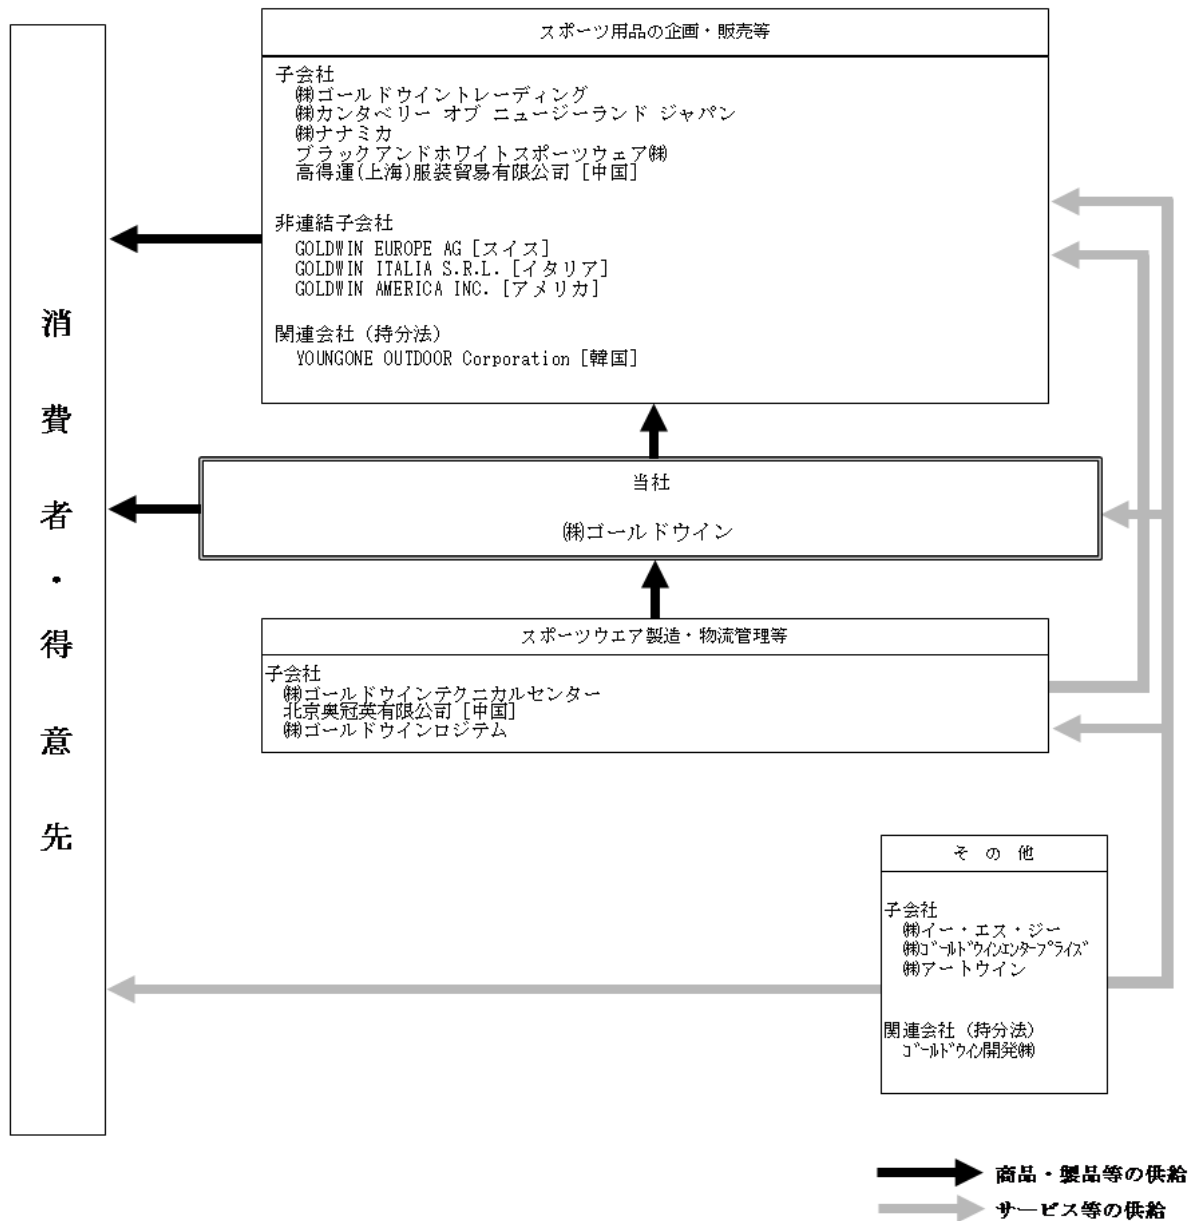 スポーツ用品の企画・販売等
子会社
㈱ゴールドウイントレーディング
㈱カンタベリー オブ ニュージーランド ジャパン
㈱ナナミカ
ブラックアンドホワイトスポーツウェア㈱
高得運(上海)服装貿易有限公司 [中国]
非連結子会社
GOLDWIN EUROPE AG [スイス]
GOLDWIN ITALIA S.R.L. [イタリア]
GOLDWIN AMERICA INC. [アメリカ]
関連会社 (持分法)
YOUNGONE OUTDOOR Corporation [韓国]
消費者・得意先
当社
㈱ゴールドウイン
スポーツウエア製造・物流管理等
子会社
㈱ゴールドウインテクニカルセンター
北京奥冠英有限公司 [中国]
㈱ゴールドウインロジテム
その他
子会社
㈱イー・エス・ジー
㈱ゴールドウインエンタープライズ
㈱アートウイン
関連会社 (持分法)
ゴールドウイン開発㈱
商品・製品等の供給
サービス等の供給